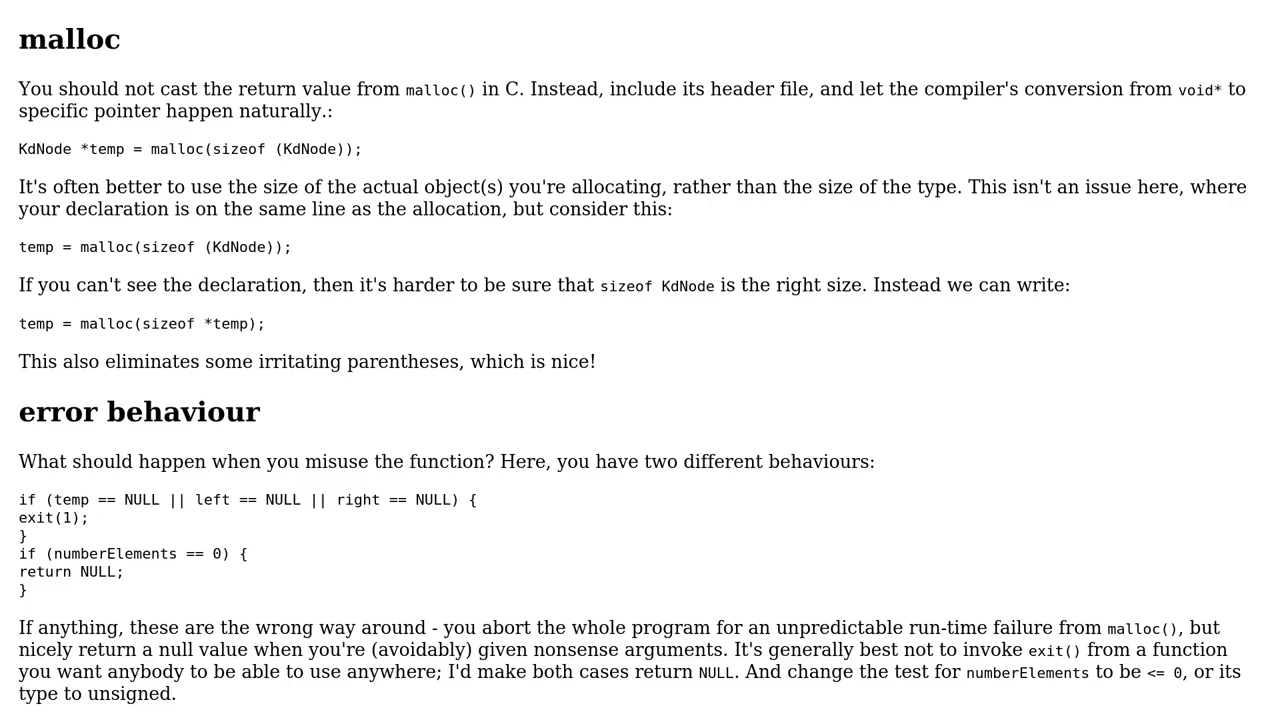 malloc
You should not cast the return value from malloc() in C. Instead, include its header file, and let the compiler's conversion from void* to
specific pointer happen naturally.:
KdNode *temp = malloc(sizeof (KdNode));
It's often better to use the size of the actual object(s) you're allocating, rather than the size of the type. This isn't an issue here, where
your declaration is on the same line as the allocation, but consider this:
temp = malloc(sizeof (KdNode));
If you can't see the declaration, then it's harder to be sure that sizeof KdNode is the right size. Instead we can write:
temp = malloc(sizeof *temp);
This also eliminates some irritating parentheses, which is nice!
error behaviour
What should happen when you misuse the function? Here, you have two different behaviours:
if (temp == NULL || left == NULL || right == NULL) {
exit(1);
}
if (numberElements == 0) {
return NULL;
}
If anything, these are the wrong way around - you abort the whole program for an unpredictable run-time failure from malloc(), but
nicely return a null value when you're (avoidably) given nonsense arguments. It's generally best not to invoke exit() from a function
you want anybody to be able to use anywhere; I'd make both cases return NULL. And change the test for numberElements to be <= 0, or its
type to unsigned.